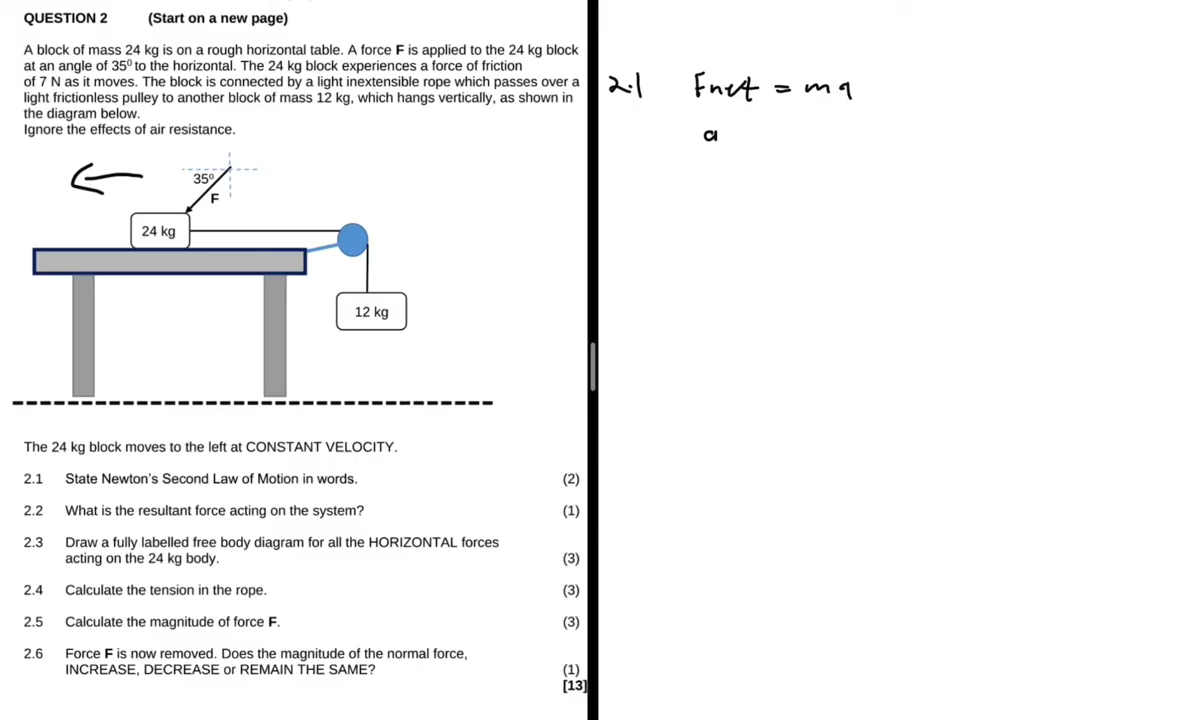 QUESTION 2 (Start on a new page)
A block of mass 24 kg is on a rough horizontal table. A force F is applied to the 24 kg block
at an angle of 35⁰ to the horizontal. The 24 kg block experiences a force of friction
of 7 N as it moves. The block is connected by a light inextensible rope which passes over a
light frictionless pulley to another block of mass 12 kg, which hangs vertically, as shown in
the diagram below.
Ignore the effects of air resistance.
35⁰
F
24 kg
12 kg
The 24 kg block moves to the left at CONSTANT VELOCITY.
2.1 State Newton's Second Law of Motion in words. (2)
2.2 What is the resultant force acting on the system? (1)
2.3 Draw a fully labelled free body diagram for all the HORIZONTAL forces
acting on the 24 kg body. (3)
2.4 Calculate the tension in the rope. (3)
2.5 Calculate the magnitude of force F. (3)
2.6 Force F is now removed. Does the magnitude of the normal force,
INCREASE, DECREASE or REMAIN THE SAME? (1)
[13]
2.1 Fnet = ma
a